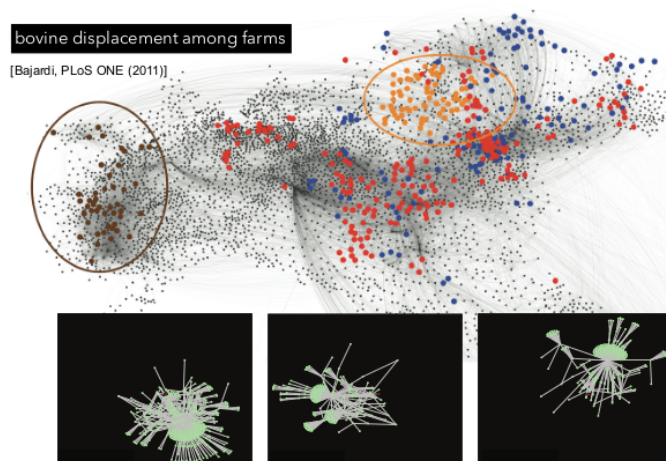 bovine displacement among farms
[Bajardi, PLoS ONE (2011)]